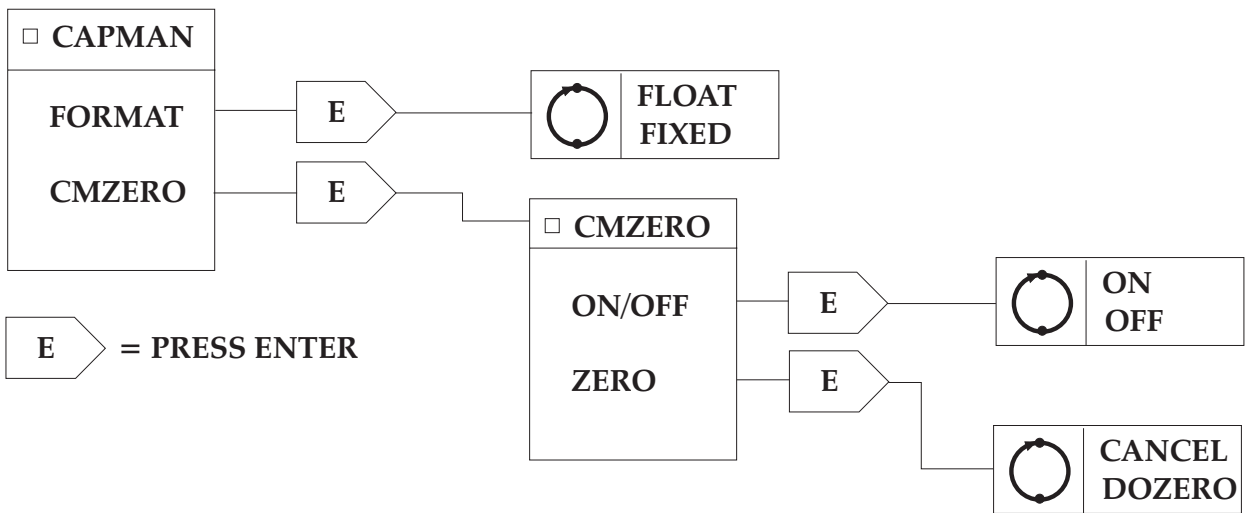 □ CAPMAN
FORMAT
E
FLOAT
FIXED
CMZERO
E
□ CMZERO
ON/OFF
E
ON
OFF
E = PRESS ENTER
ZERO
E
CANCEL
DOZERO